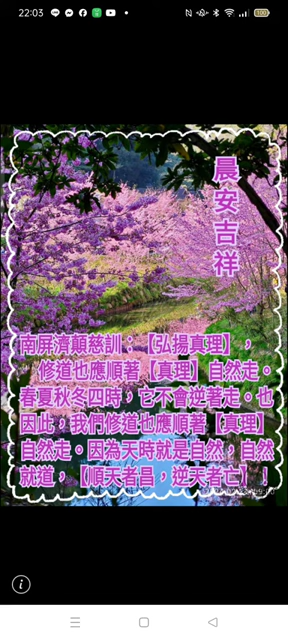 22:03
100
晨安吉祥
南屏濟顛慈訓：【弘揚真理】，
修道也應順著【真理】自然走。
春夏秋冬四時，它不會逆著走。也
因此，我們修道也應順著【真理】
自然走。因為天時就是自然，自然
就道，【順天者昌，逆天者亡】！